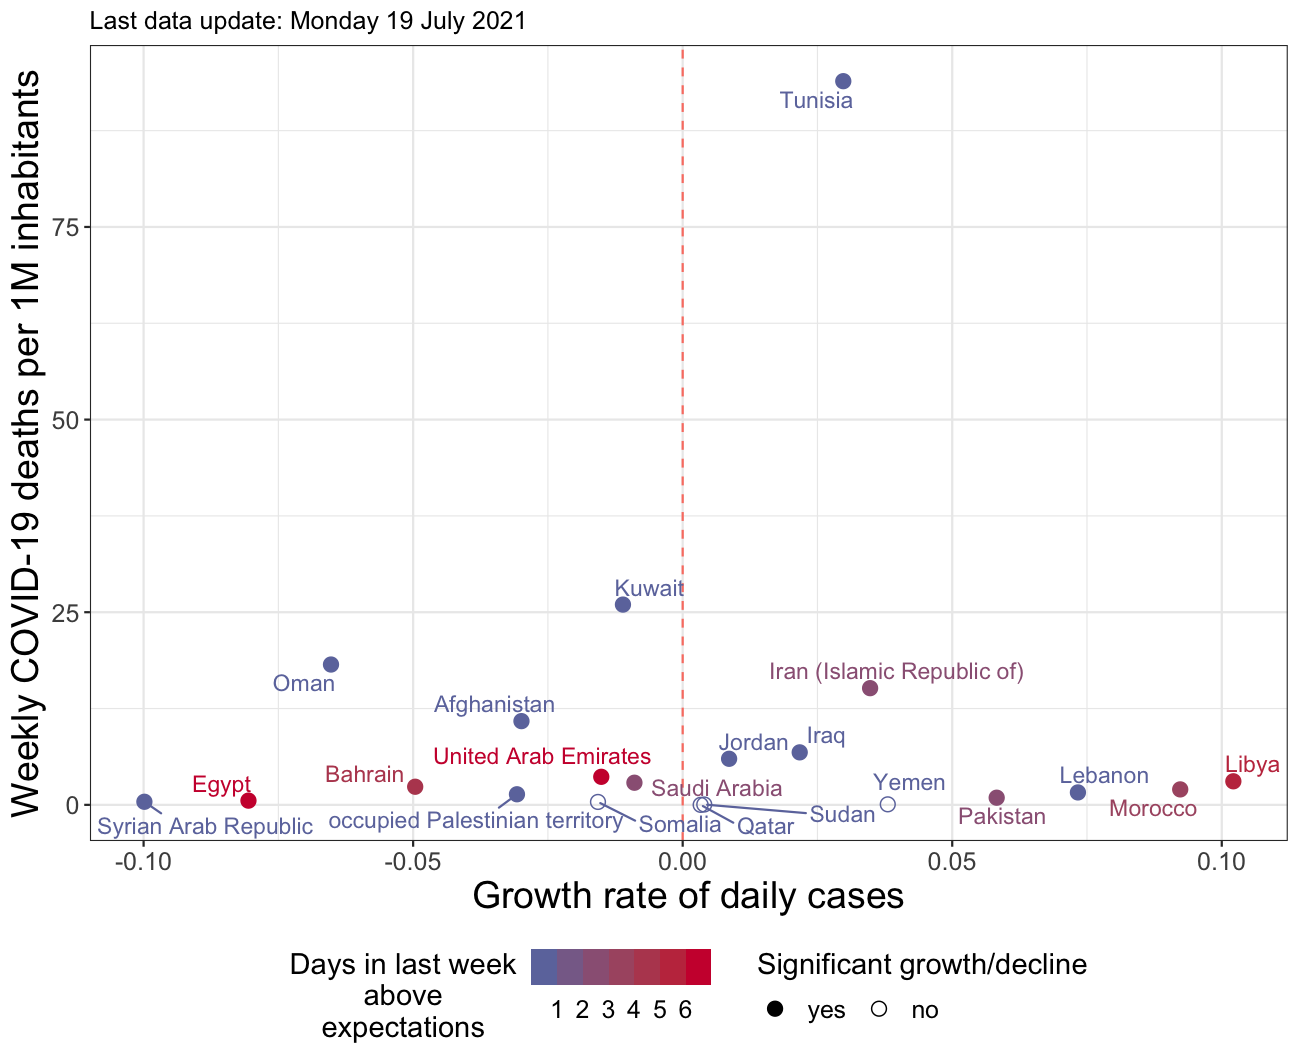 Last data update: Monday 19 July 2021
Weekly COVID-19 deaths per 1M inhabitants
75
50
25
0
Tunisia
Kuwait
Oman
Iran (Islamic Republic of)
Afghanistan
Jordan
Iraq
United Arab Emirates
Libya
Bahrain
Egypt
Saudi Arabia
Yemen
Lebanon
Morocco
Pakistan
Sudan
Syrian Arab Republic
occupied Palestinian territory
Somalia
Qatar
-0.10
-0.05
0.00
0.05
0.10
Growth rate of daily cases
Days in last week
above
expectations
1 2 3 4 5 6
Significant growth/decline
yes
no